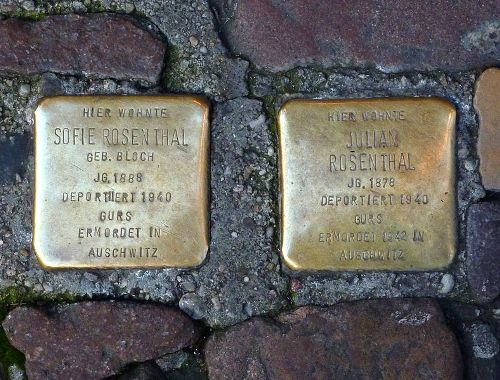 HIER WOHNTE
SOFIE ROSENTHAL
GEB. BLOCH
JG. 1888
DEPORTIERT 1940
GURS
ERMORDET IN
AUSCHWITZ
HIER WOHNTE
JULIAN
ROSENTHAL
JG. 1878
DEPORTIERT 1940
GURS
ERMORDET 1942 IN
AUSCHWITZ